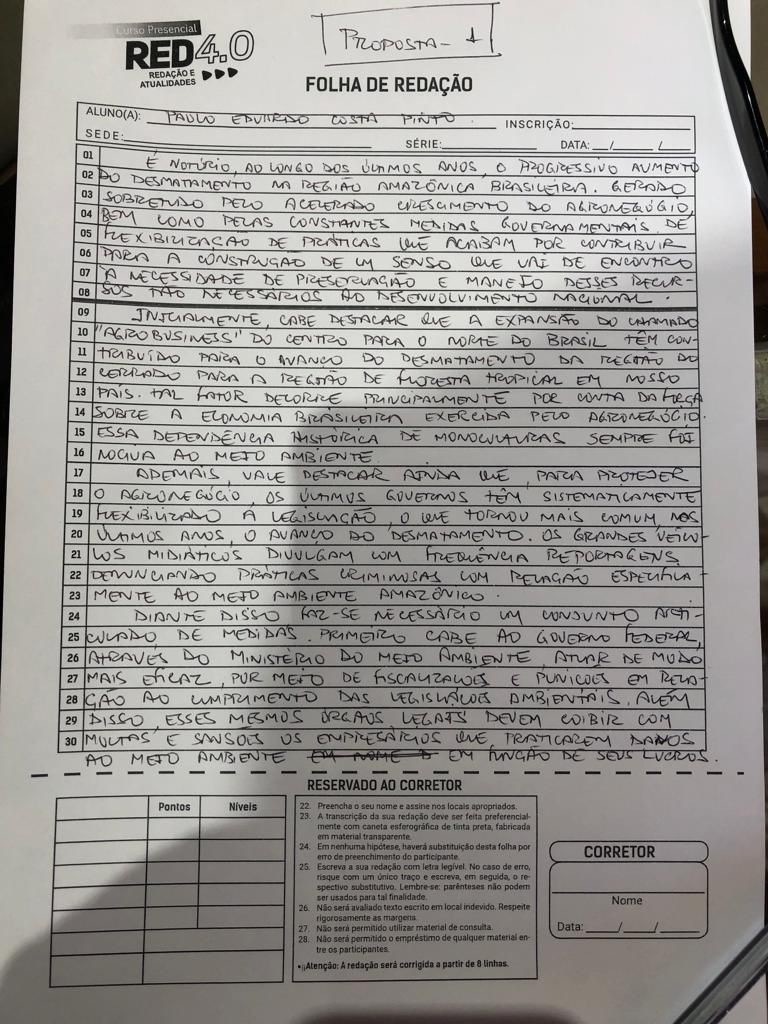 Curso Presencial
RED 4.0
REDAÇÃO E
ATUALIDADES
PROPOSTA - 1
FOLHA DE REDAÇÃO
ALUNO(A): PAULO EDUARDO COSTA PINTO INSCRIÇÃO:
SEDE: SÉRIE: DATA: __/__/__
01 É NOTÓRIO, AO LONGO DOS ÚLTIMOS ANOS, O PROGRESSIVO AUMENTO
02 DO DESMATAMENTO NA REGIÃO AMAZÔNICA BRASILEIRA. GERADO
03 SOBRETUDO PELO ACELERADO CRESCIMENTO DO AGRONEGÓCIO,
04 BEM COMO PELAS CONSTANTES MEDIDAS GOVERNAMENTAIS DE
05 FLEXIBILIZAÇÃO DE PRÁTICAS QUE ACABAM POR CONTRIBUIR
06 PARA A CONSTRUÇÃO DE UM SENSO QUE VAI DE ENCONTRO
07 À NECESSIDADE DE PRESERVAÇÃO E MANEJO DESSES RECUR-
08 SOS TÃO NECESSÁRIOS AO DESENVOLVIMENTO NACIONAL.
09 INICIALMENTE, CABE DESTACAR QUE A EXPANSÃO DO CHAMADO
10 "AGROBUSINESS" DO CENTRO PARA O NORTE DO BRASIL TÊM CON-
11 TRIBUÍDO PARA O AVANÇO DO DESMATAMENTO DA REGIÃO DO
12 CERRADO PARA A REGIÃO DE FLORESTA TROPICAL EM NOSSO
13 PAÍS. TAL FATOR DECORRE PRINCIPALMENTE POR CONTA DA FORÇA
14 SOBRE A ECONOMIA BRASILEIRA EXERCIDA PELO AGRONEGÓCIO.
15 ESSA DEPENDÊNCIA HISTÓRICA DE MONOCULTURAS SEMPRE FOI
16 NOCIVA AO MEIO AMBIENTE.
17 ADEMAIS, VALE DESTACAR AINDA QUE, PARA PROTEJER
18 O AGRONEGÓCIO, OS ÚLTIMOS GOVERNOS TÊM SISTEMATICAMENTE
19 FLEXIBILIZADO A LEGISLAÇÃO, O QUE TORNOU MAIS COMUM, NOS
20 ÚLTIMOS ANOS, O AVANÇO DO DESMATAMENTO. OS GRANDES VEÍCU-
21 LOS MIDIÁTICOS DIVULGAM COM FREQUÊNCIA REPORTAGENS
22 DENUNCIANDO PRÁTICAS CRIMINOSAS COM RELAÇÃO ESPECIFICA-
23 MENTE AO MEIO AMBIENTE AMAZÔNICO.
24 DIANTE DISSO FAZ-SE NECESSÁRIO UM CONJUNTO ARTI-
25 CULADO DE MEDIDAS. PRIMEIRO CABE AO GOVERNO FEDERAL,
26 ATRAVÉS DO MINISTÉRIO DO MEIO AMBIENTE, ATUAR DE MODO
27 MAIS EFICAZ, POR MEIO DE FISCALIZAÇÕES E PUNIÇÕES EM RELA-
28 ÇÃO AO CUMPRIMENTO DAS LEGISLAÇÕES AMBIENTAIS. ALÉM
29 DISSO, ESSES MESMOS ÓRGÃOS LEGAIS DEVEM COIBIR COM
30 MULTAS E SANSÕES OS EMPRESÁRIOS QUE PRATICAREM DANOS
AO MEIO AMBIENTE EM FUNÇÃO DE SEUS LUCROS.
RESERVADO AO CORRETOR
Pontos Níveis
22. Preencha o seu nome e assine nos locais apropriados.
23. A transcrição da sua redação deve ser feita preferencial-
mente com caneta esferográfica de tinta preta, fabricada
em material transparente.
24. Em nenhuma hipótese, haverá substituição desta folha por
erro de preenchimento do participante.
25. Escreva a sua redação com letra legível. No caso de erro,
risque com um único traço e escreva, em seguida, o re-
spectivo substitutivo. Lembre-se: parênteses não podem
ser usados para tal finalidade.
26. Não será avaliado texto escrito em local indevido. Respeite
rigorosamente as margens.
27. Não será permitido utilizar material de consulta.
28. Não será permitido o empréstimo de qualquer material en-
tre os participantes.
•¡¡Atenção: A redação será corrigida a partir de 8 linhas.
CORRETOR
Nome
Data: ___/___/___